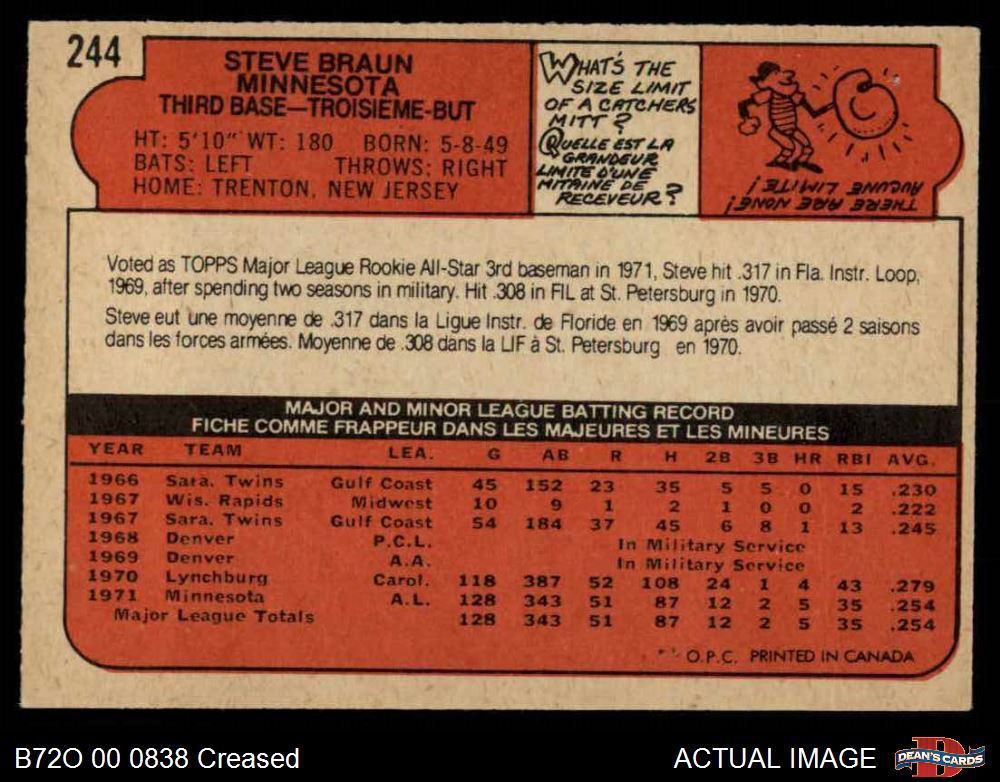 244
STEVE BRAUN
MINNESOTA
THIRD BASE—TROISIEME-BUT
HT: 5'10" WT: 180 BORN: 5-8-49
BATS: LEFT THROWS: RIGHT
HOME: TRENTON, NEW JERSEY
WHAT'S THE
SIZE LIMIT
OF A CATCHERS
MITT?
QUELLE EST LA
GRANDEUR
LIMITE D'UNE
MITAINE DE
RECEVEUR?
C
THERE ARE NONE!
AUCUNE LIMITE!
Voted as TOPPS Major League Rookie All-Star 3rd baseman in 1971, Steve hit .317 in Fla. Instr. Loop,
1969, after spending two seasons in military. Hit .308 in FIL at St. Petersburg in 1970.
Steve eut une moyenne de .317 dans la Ligue Instr. de Floride en 1969 après avoir passé 2 saisons
dans les forces armées. Moyenne de .308 dans la LIF à St. Petersburg en 1970.
MAJOR AND MINOR LEAGUE BATTING RECORD
FICHE COMME FRAPPEUR DANS LES MAJEURES ET LES MINEURES
YEAR TEAM LEA. G AB R H 2B 3B HR RBI AVG.
1966 Sara. Twins Gulf Coast 45 152 23 35 5 5 0 15 .230
1967 Wis. Rapids Midwest 10 9 1 2 1 0 0 2 .222
1967 Sara. Twins Gulf Coast 54 184 37 45 6 8 1 13 .245
1968 Denver P.C.L. In Military Service
1969 Denver A.A. In Military Service
1970 Lynchburg Carol. 118 387 52 108 24 1 4 43 .279
1971 Minnesota A.L. 128 343 51 87 12 2 5 35 .254
Major League Totals 128 343 51 87 12 2 5 35 .254
O.P.C. PRINTED IN CANADA
B72O 00 0838 Creased
ACTUAL IMAGE
D
DEAN'S CARDS